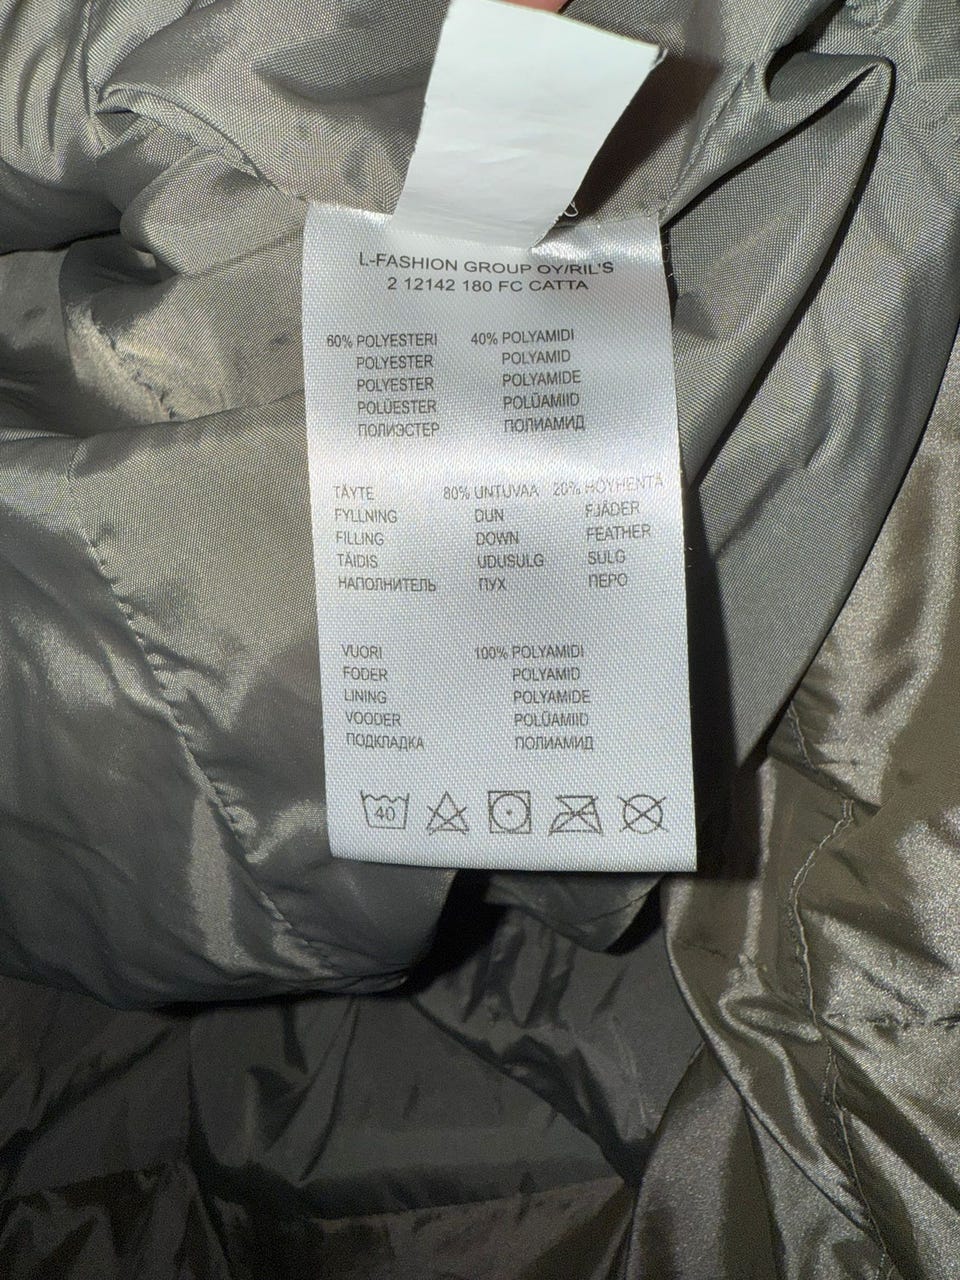 L-FASHION GROUP OY/RIL'S
2 12142 180 FC CATTA
60% POLYESTERI 40% POLYAMIDI
POLYESTER POLYAMID
POLYESTER POLYAMIDE
POLÜESTER POLÜAMIID
ПОЛИЭСТЕР ПОЛИАМИД
TÄYTE 80% UNTUVAA 20% HÖYHENTÄ
FYLLNING DUN FJÄDER
FILLING DOWN FEATHER
TÄIDIS UDUSULG SULG
НАПОЛНИТЕЛЬ ПУХ ПЕРО
VUORI 100% POLYAMIDI
FODER POLYAMID
LINING POLYAMIDE
VOODER POLÜAMIID
ПОДКЛАДКА ПОЛИАМИД
40